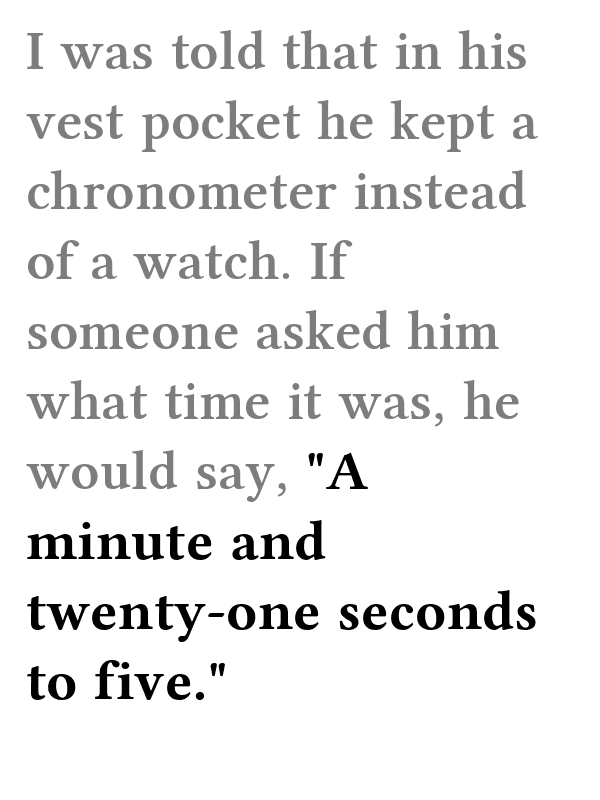 I was told that in his
vest pocket he kept a
chronometer instead
of a watch. If
someone asked him
what time it was, he
would say, "A
minute and
twenty-one seconds
to five."